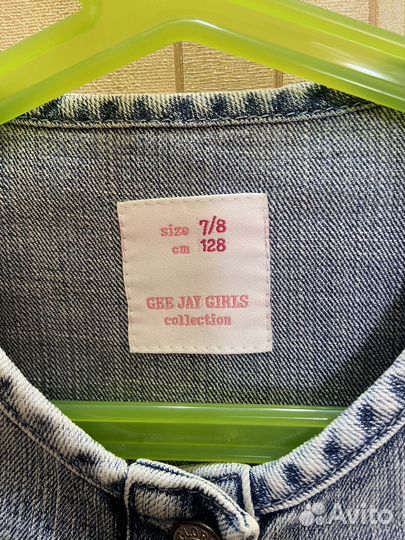 size 7/8
cm 128
GEE JAY GIRLS
collection
Avito